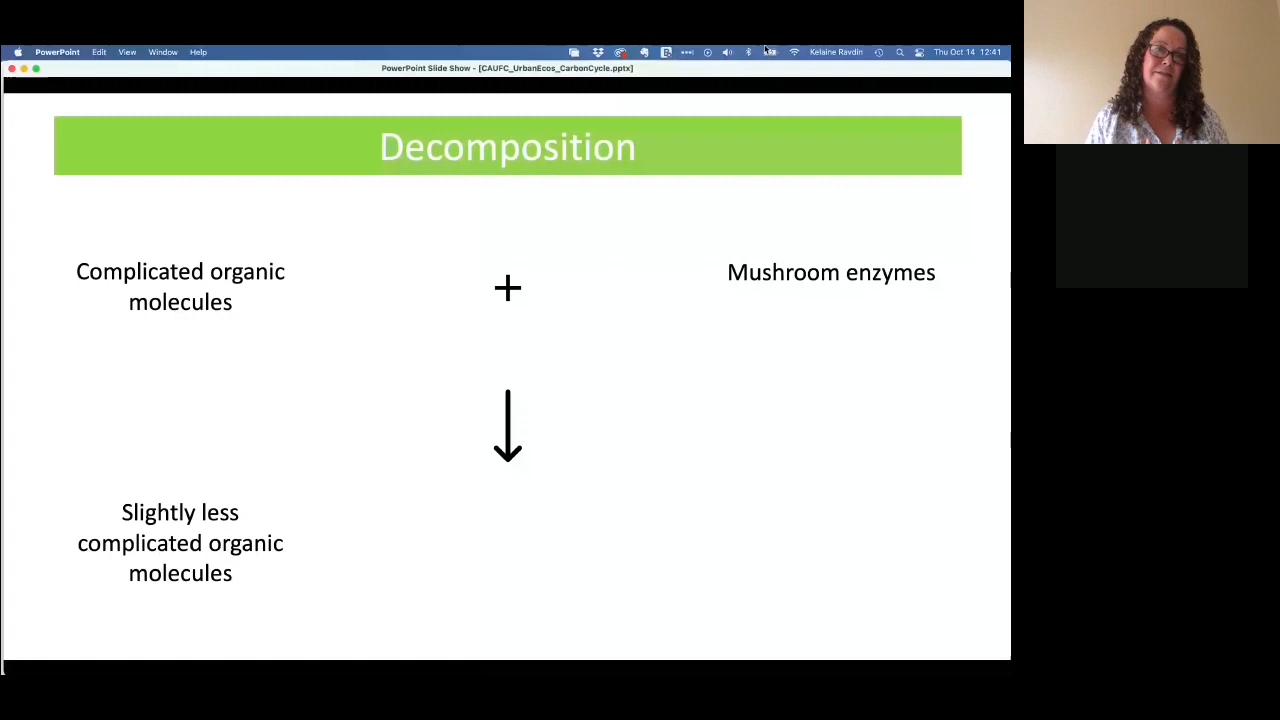 PowerPoint Edit View Window Help
Kelaine Ravdin Thu Oct 14 12:41
PowerPoint Slide Show - [CAUFC_UrbanEcos_CarbonCycle.pptx]
Decomposition
Complicated organic
molecules
+
Mushroom enzymes
Slightly less
complicated organic
molecules